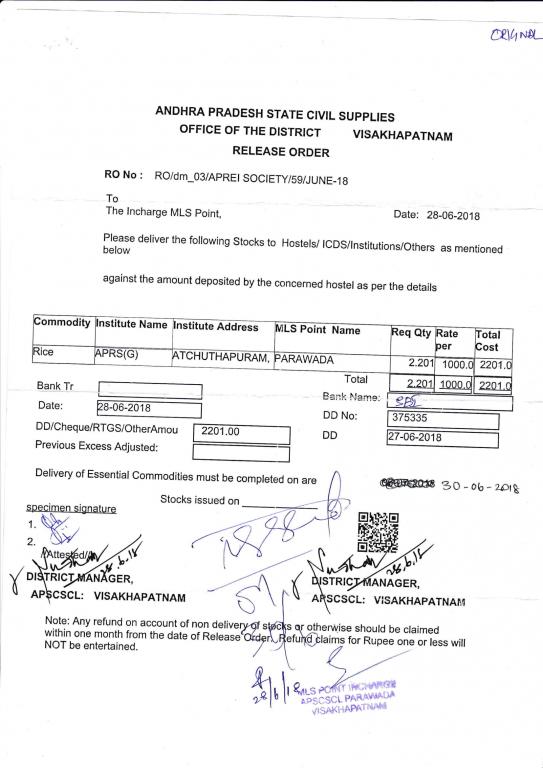 ORIGINAL
ANDHRA PRADESH STATE CIVIL SUPPLIES
OFFICE OF THE DISTRICT VISAKHAPATNAM
RELEASE ORDER
RO No : RO/dm_03/APREI SOCIETY/59/JUNE-18
To
The Incharge MLS Point,
Date: 28-06-2018
Please deliver the following Stocks to Hostels/ ICDS/Institutions/Others as mentioned
below
against the amount deposited by the concerned hostel as per the details
Commodity Institute Name Institute Address MLS Point Name Req Qty Rate per Total Cost
Rice APRS(G) ATCHUTHAPURAM, PARAWADA 2.201 1000.0 2201.0
Total 2.201 1000.0 2201.0
Bank Tr
Bank Name:
Date: 28-06-2018
DD No: 375335
DD/Cheque/RTGS/OtherAmou 2201.00
DD 27-06-2018
Previous Excess Adjusted:
Delivery of Essential Commodities must be completed on are 30-06-2018
Stocks issued on
specimen signature
1.
2.
/Attested/
28.6.18
28.6.18
DISTRICT MANAGER,
APSCSCL: VISAKHAPATNAM
DISTRICT MANAGER,
APSCSCL: VISAKHAPATNAM
Note: Any refund on account of non delivery of stocks or otherwise should be claimed
within one month from the date of Release Order. Refund claims for Rupee one or less will
NOT be entertained.
28/6/18
MLS POINT INCHARGE
APSCSCL PARAWADA
VISAKHAPATNAM